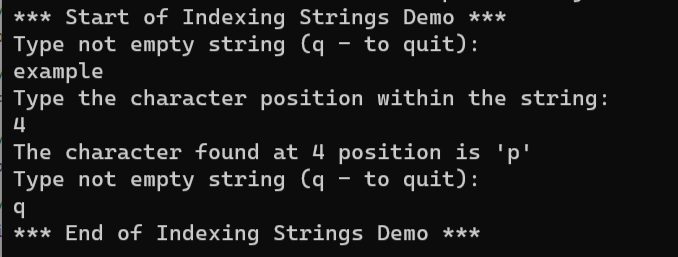 *** Start of Indexing Strings Demo ***
Type not empty string (q - to quit):
example
Type the character position within the string:
4
The character found at 4 position is 'p'
Type not empty string (q - to quit):
q
*** End of Indexing Strings Demo ***